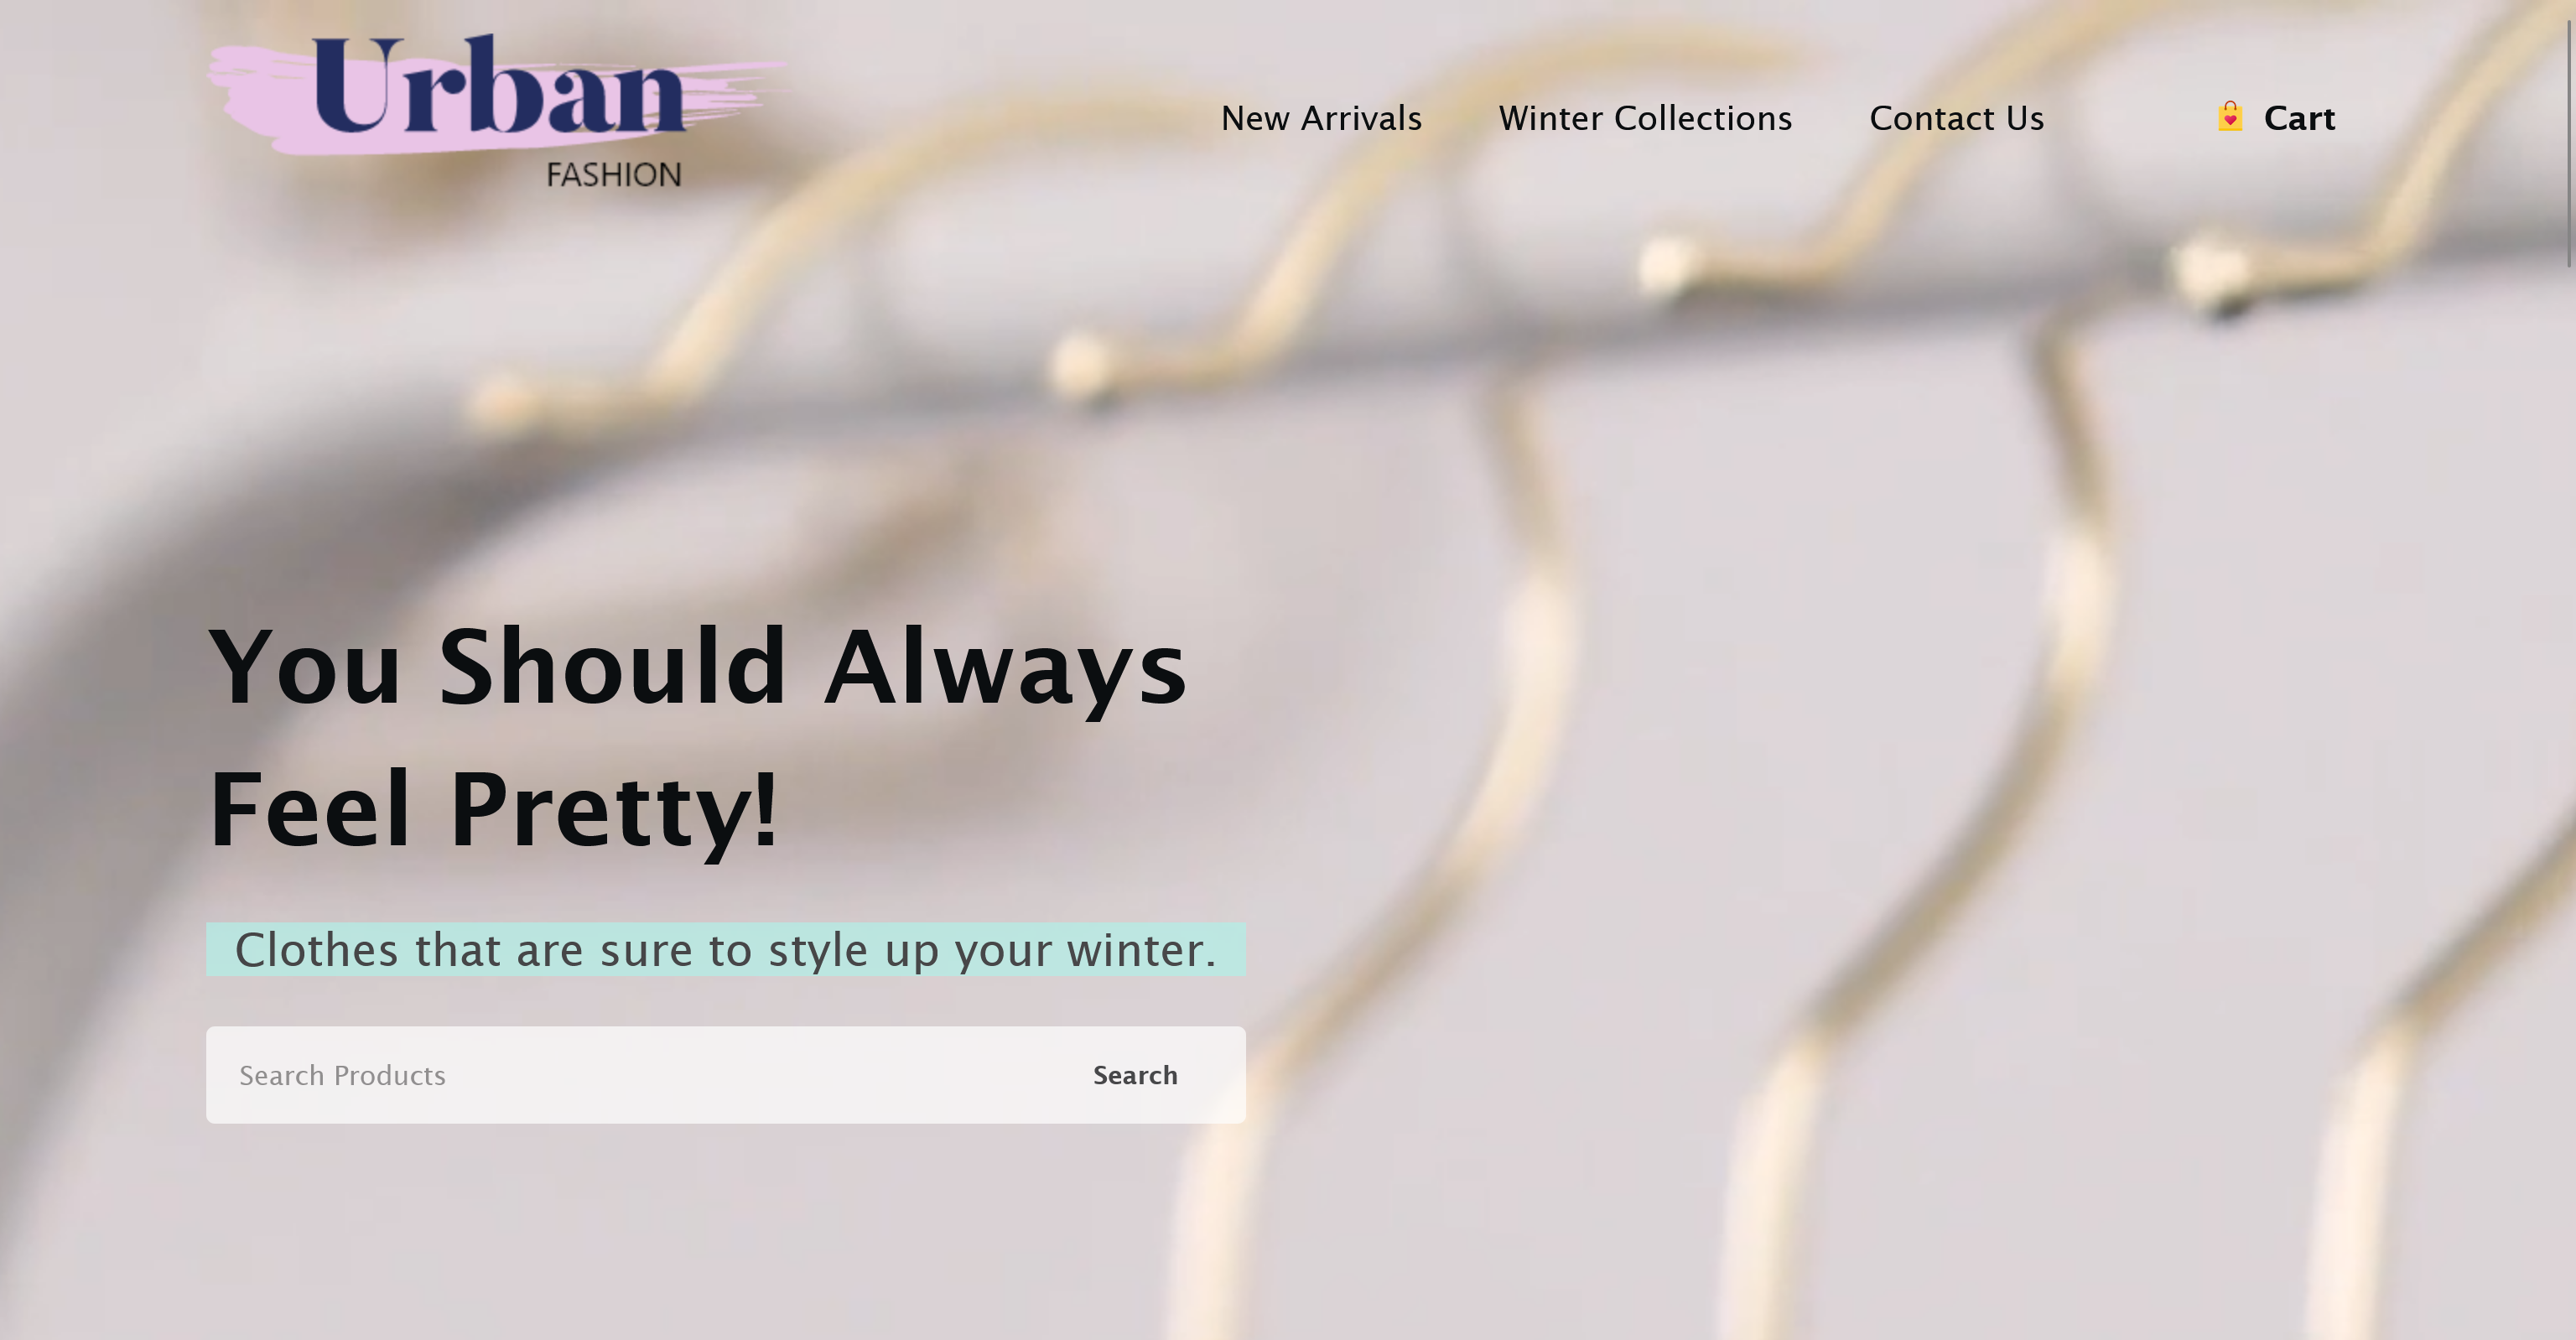 Urban
FASHION
New Arrivals
Winter Collections
Contact Us
Cart
You Should Always
Feel Pretty!
Clothes that are sure to style up your winter.
Search Products
Search